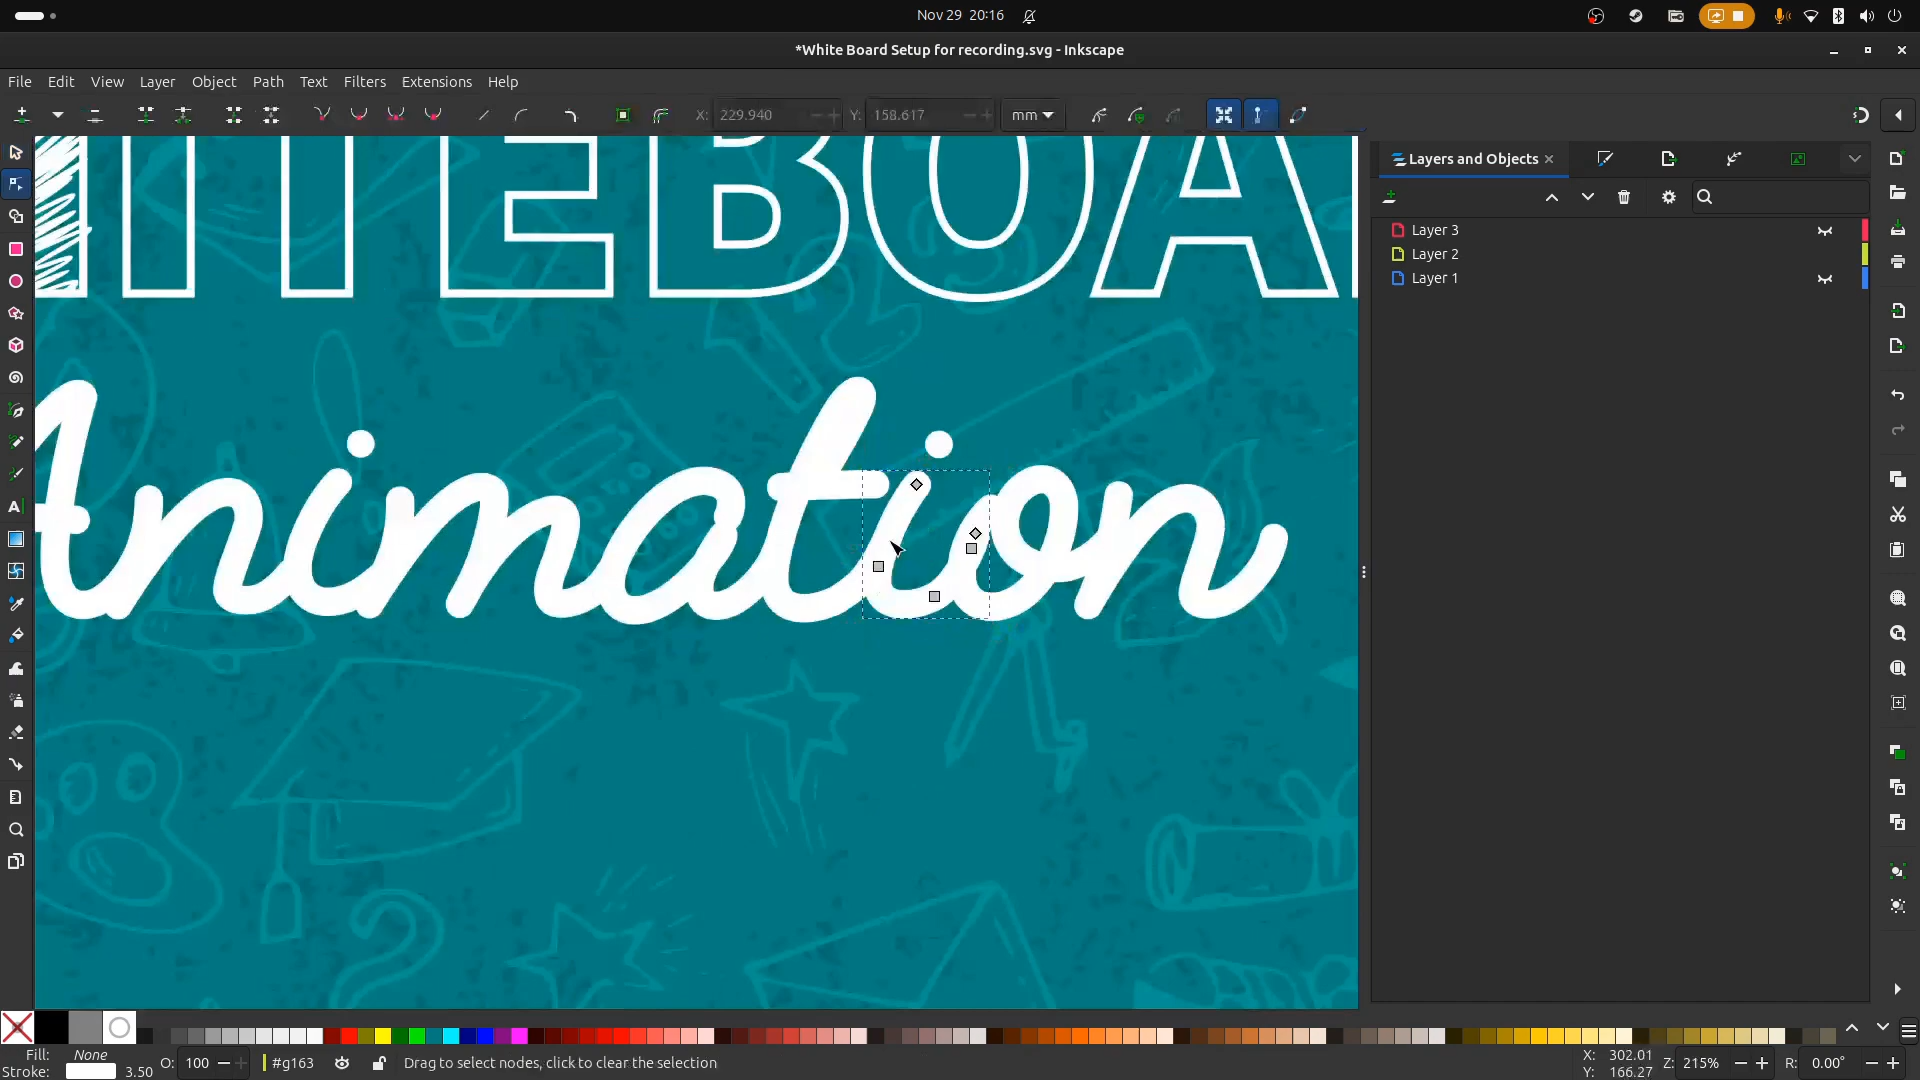 Nov 29 20:16
*White Board Setup for recording.svg - Inkscape
File Edit View Layer Object Path Text Filters Extensions Help
X: 229.940 Y: 158.617 mm
Layers and Objects
Layer 3
Layer 2
Layer 1
ITEBOA
Animation
Fill: None
Stroke: 3.50
O: 100
#g163
Drag to select nodes, click to clear the selection
X: 302.01
Y: 166.27
Z: 215%
R: 0.00°